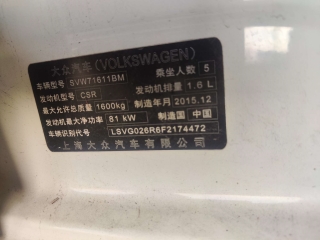 大众汽车(VOLKSWAGEN)
车辆型号 SVWT1611BM 乘坐人数 5
发动机型号 CSR 发动机排量 1.6L
最大允许总质量 1600kg 制造年月 2015.12
发动机最大净功率 81 kW 制造国 中国
车辆识别代号 LSVG026R6F2174472
上海大众汽车有限公司